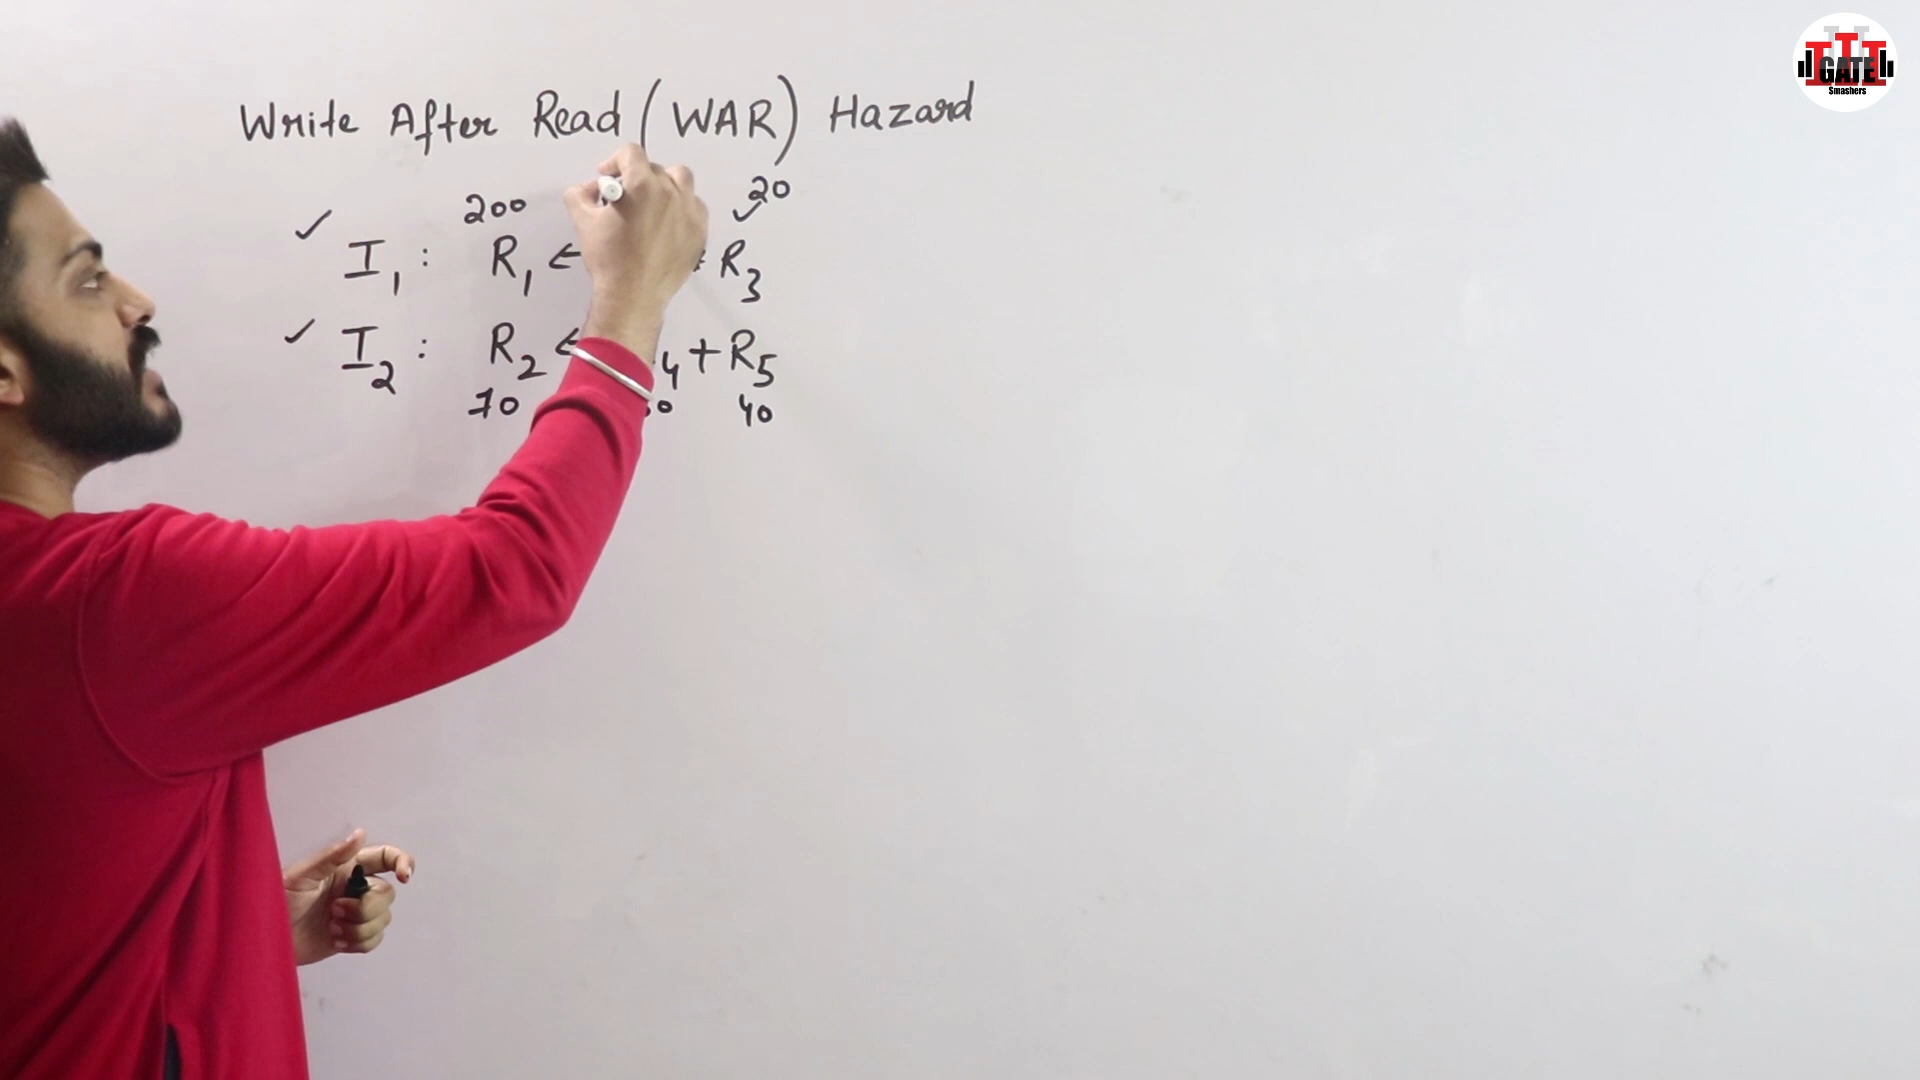 GATE
Smashers
Write After Read (WAR) Hazard
200 20
I1 : R1 ← R3
I2 : R2 ← 4 + R5
70 40